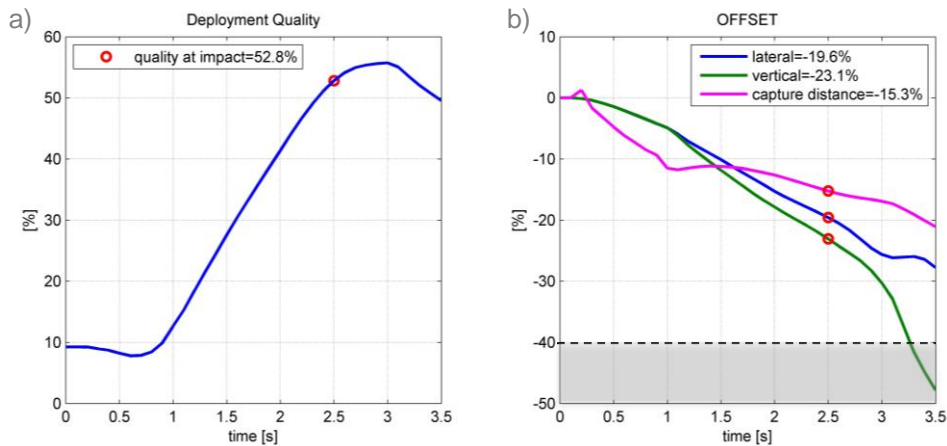 a)
Deployment Quality
60
50
40
30
20
10
0
[%]
quality at impact=52.8%
0 0.5 1 1.5 2 2.5 3 3.5
time [s]
b)
OFFSET
10
0
-10
-20
-30
-40
-50
[%]
lateral=-19.6%
vertical=-23.1%
capture distance=-15.3%
0 0.5 1 1.5 2 2.5 3 3.5
time [s]